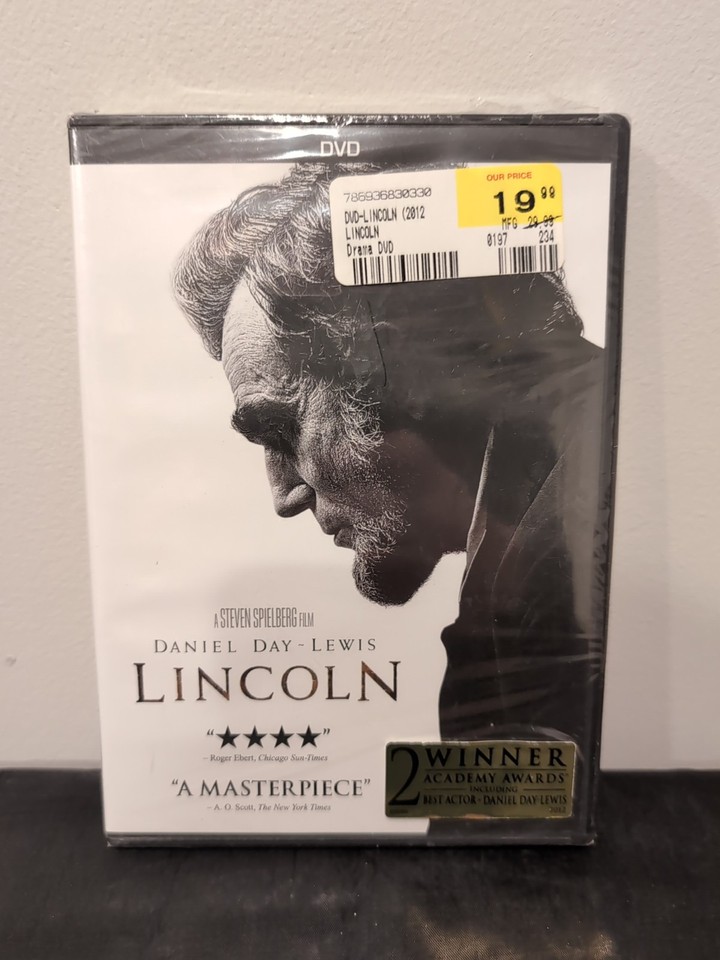 DVD
786936830330
OUR PRICE
19 99
DVD-LINCOLN (2012
MFG 29.99
LINCOLN
0197 234
Drama DVD
A STEVEN SPIELBERG FILM
DANIEL DAY-LEWIS
LINCOLN
"★★★★"
– Roger Ebert, Chicago Sun-Times
"A MASTERPIECE"
– A. O. Scott, The New York Times
2 WINNER
ACADEMY AWARDS
INCLUDING
BEST ACTOR - DANIEL DAY-LEWIS
2012